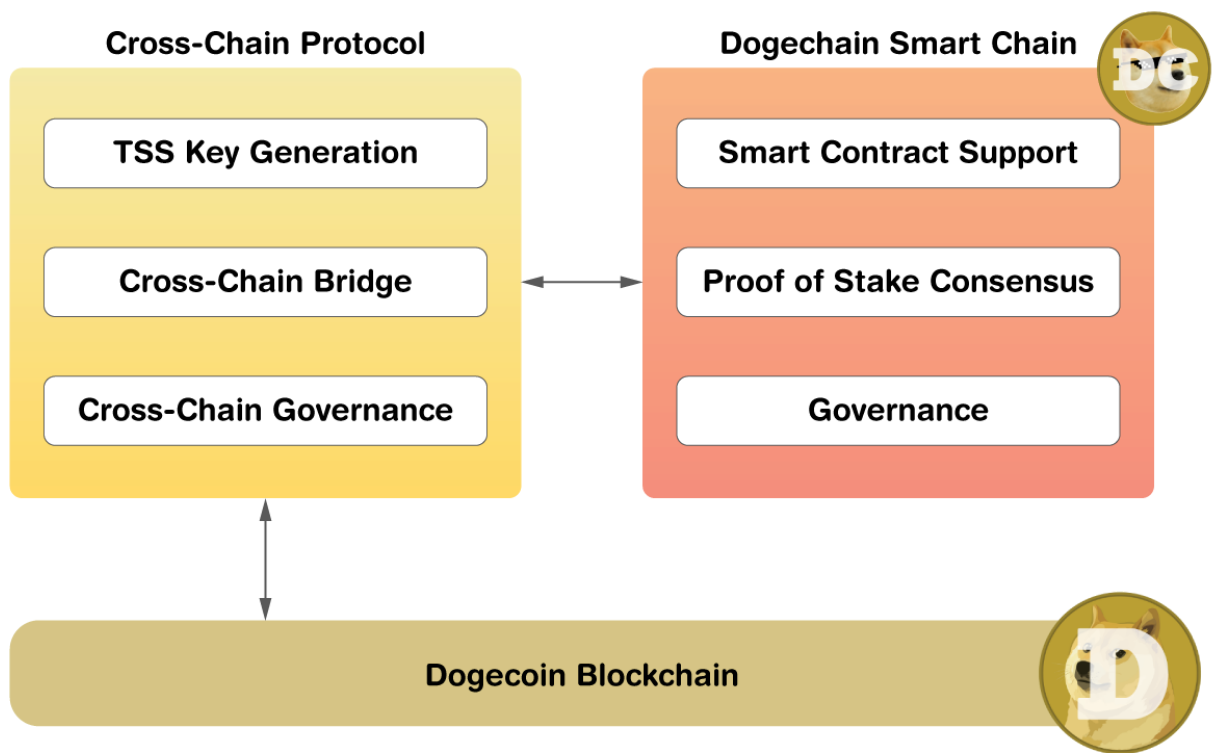 Cross-Chain Protocol
TSS Key Generation
Cross-Chain Bridge
Cross-Chain Governance
Dogechain Smart Chain
DC
Smart Contract Support
Proof of Stake Consensus
Governance
Dogecoin Blockchain
D